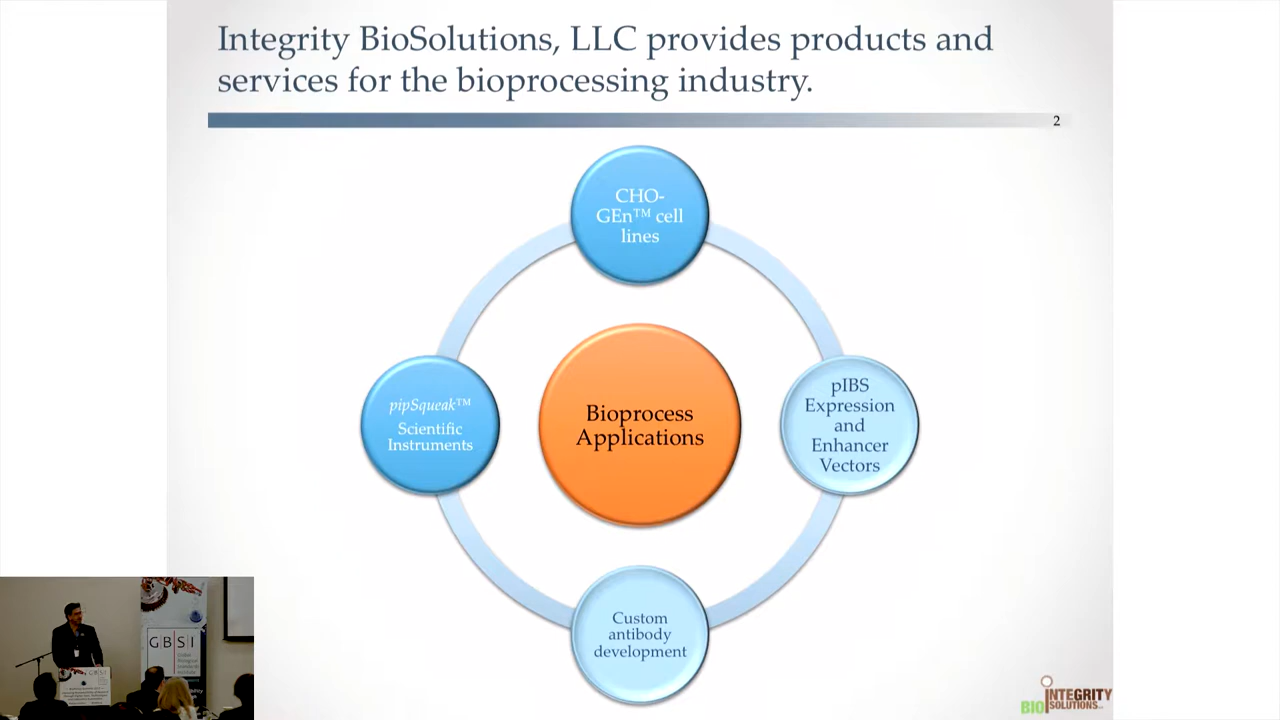 Integrity BioSolutions, LLC provides products and
services for the bioprocessing industry.
2
CHO-
GEn™ cell
lines
pipSqueak™
Scientific
Instruments
Bioprocess
Applications
pIBS
Expression
and
Enhancer
Vectors
Custom
antibody
development
INTEGRITY
BIO SOLUTIONS
GBSI
GBSI